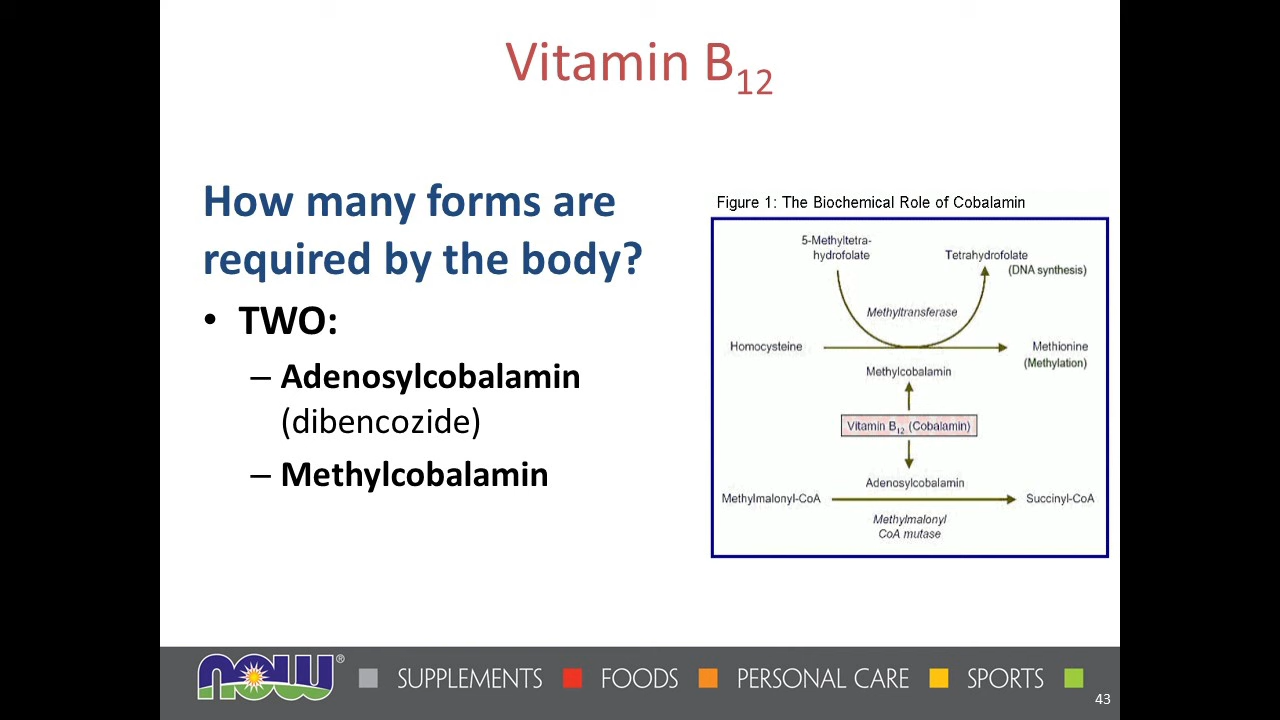 Vitamin B12
How many forms are
required by the body?
• TWO:
– Adenosylcobalamin
(dibencozide)
– Methylcobalamin
Figure 1: The Biochemical Role of Cobalamin
5-Methyltetra-
hydrofolate
Tetrahydrofolate
(DNA synthesis)
Methyltransferase
Homocysteine
Methionine
(Methylation)
Methylcobalamin
Vitamin B12 (Cobalamin)
Adenosylcobalamin
Methylmalonyl-CoA
Succinyl-CoA
Methylmalonyl
CoA mutase
now® SUPPLEMENTS FOODS PERSONAL CARE SPORTS
43